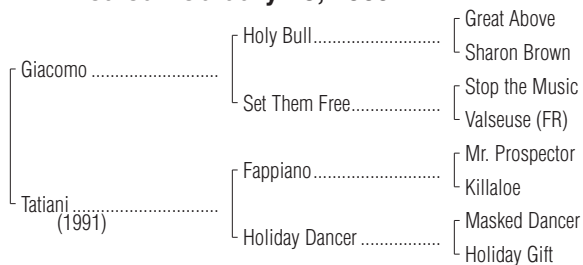 Great Above
Holy Bull
Sharon Brown
Giacomo
Stop the Music
Set Them Free
Valseuse (FR)
Mr. Prospector
Fappiano
Killaloe
Tatiani
(1991)
Masked Dancer
Holiday Dancer
Holiday Gift